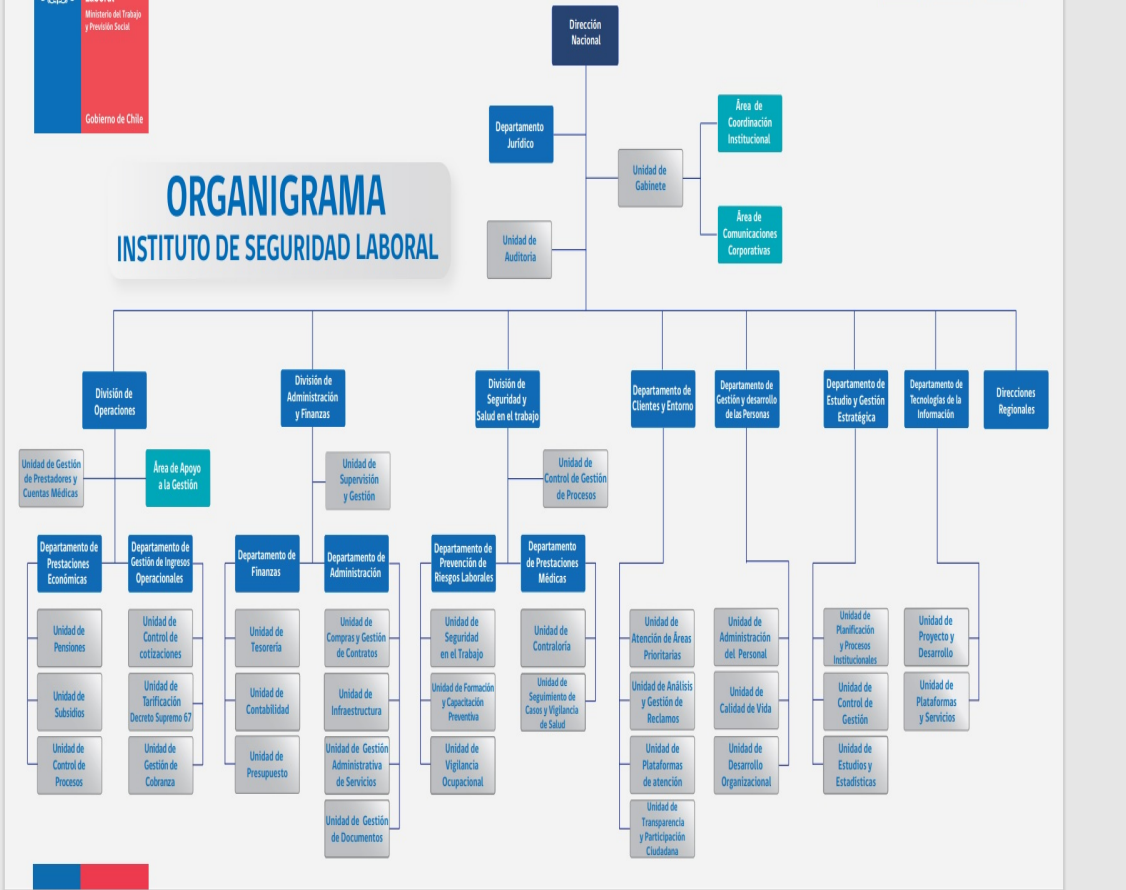 Ministerio del Trabajo
y Previsión Social
Gobierno de Chile
ORGANIGRAMA
INSTITUTO DE SEGURIDAD LABORAL
Dirección
Nacional
Departamento
Jurídico
Unidad de
Gabinete
Área de
Coordinación
Institucional
Área de
Comunicaciones
Corporativas
Unidad de
Auditoría
División de
Operaciones
División de
Administración
y Finanzas
División de
Seguridad y
Salud en el trabajo
Departamento de
Clientes y Entorno
Departamento de
Gestión y desarrollo
de las Personas
Departamento de
Estudio y Gestión
Estratégica
Departamento de
Tecnologías de la
Información
Direcciones
Regionales
Unidad de Gestión
de Prestadores y
Cuentas Médicas
Área de Apoyo
a la Gestión
Unidad de
Supervisión
y Gestión
Unidad de
Control de Gestión
de Procesos
Departamento de
Prestaciones
Económicas
Departamento de
Gestión de Ingresos
Operacionales
Departamento de
Finanzas
Departamento de
Administración
Departamento de
Prevención de
Riesgos Laborales
Departamento
de Prestaciones
Médicas
Unidad de
Pensiones
Unidad de
Control de
cotizaciones
Unidad de
Tesorería
Unidad de
Compras y Gestión
de Contratos
Unidad de
Seguridad
en el Trabajo
Unidad de
Contraloría
Unidad de
Atención de Áreas
Prioritarias
Unidad de
Administración
del Personal
Unidad de
Planificación
y Procesos
Institucionales
Unidad de
Proyecto y
Desarrollo
Unidad de
Subsidios
Unidad de
Tarificación
Decreto Supremo 67
Unidad de
Contabilidad
Unidad de
Infraestructura
Unidad de Formación
y Capacitación
Preventiva
Unidad de
Seguimiento de
Casos y Vigilancia
de Salud
Unidad de Análisis
y Gestión de
Reclamos
Unidad de
Calidad de Vida
Unidad de
Control de
Gestión
Unidad de
Plataformas
y Servicios
Unidad de
Control de
Procesos
Unidad de
Gestión de
Cobranza
Unidad de
Presupuesto
Unidad de Gestión
Administrativa
de Servicios
Unidad de
Vigilancia
Ocupacional
Unidad de
Plataformas
de atención
Unidad de
Desarrollo
Organizacional
Unidad de
Estudios y
Estadísticas
Unidad de Gestión
de Documentos
Unidad de
Transparencia
y Participación
Ciudadana